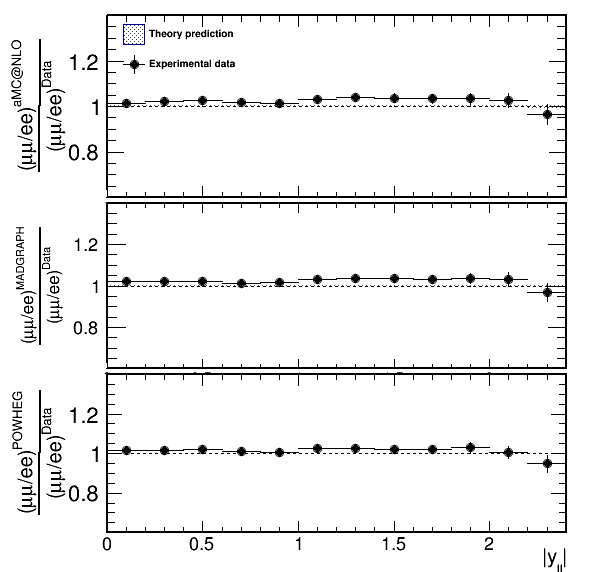 Theory prediction
Experimental data
(μμ/ee)aMC@NLO
(μμ/ee)Data
1.2
1
0.8
(μμ/ee)MADGRAPH
(μμ/ee)Data
1.2
1
0.8
(μμ/ee)POWHEG
(μμ/ee)Data
1.2
1
0.8
0 0.5 1 1.5 2
|y_ll|